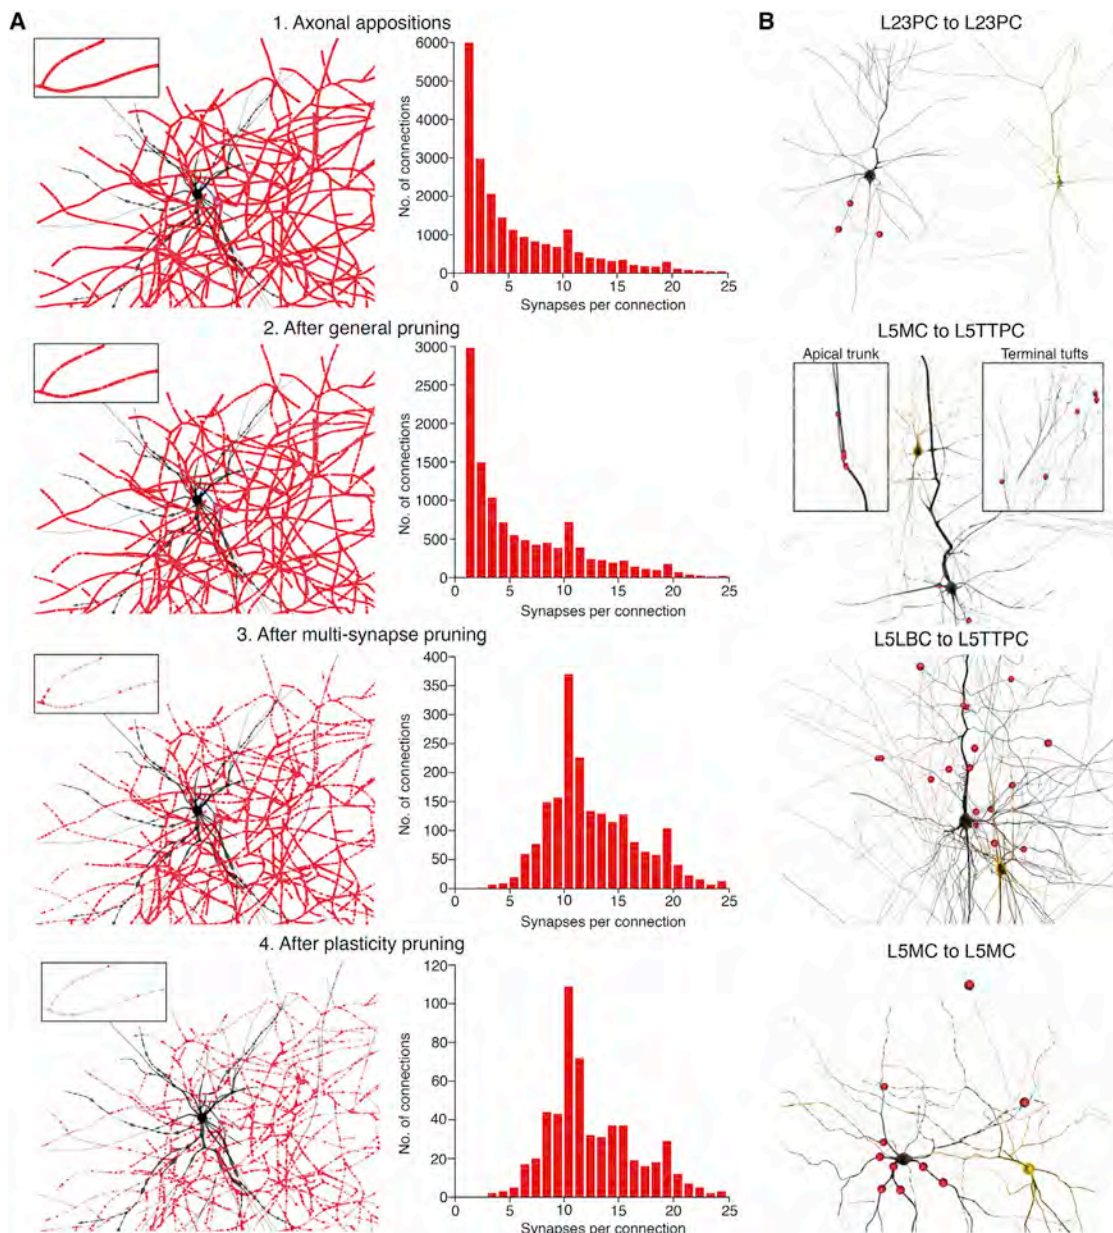 A
1. Axonal appositions
6000
5000
4000
3000
2000
1000
0
No. of connections
0 5 10 15 20 25
Synapses per connection
2. After general pruning
3000
2500
2000
1500
1000
500
0
No. of connections
0 5 10 15 20 25
Synapses per connection
3. After multi-synapse pruning
400
350
300
250
200
150
100
50
0
No. of connections
0 5 10 15 20 25
Synapses per connection
4. After plasticity pruning
120
100
80
60
40
20
0
No. of connections
0 5 10 15 20 25
Synapses per connection
B
L23PC to L23PC
L5MC to L5TTPC
Apical trunk
Terminal tufts
L5LBC to L5TTPC
L5MC to L5MC